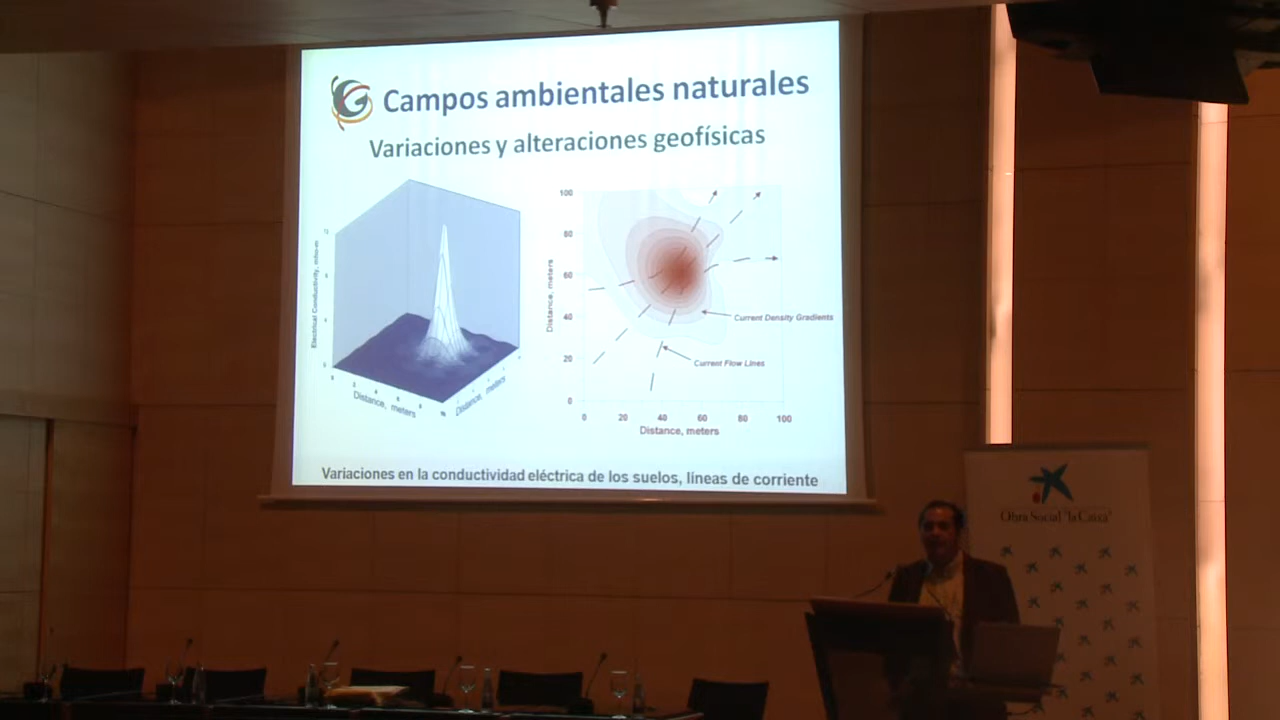 Campos ambientales naturales
Variaciones y alteraciones geofísicas
Electrical Conductivity,
Distance, meters
Distance, meters
100
80
60
40
20
0
Distance, meters
Current Density Gradients
Current Flow Lines
0
20
40
60
80
100
Distance, meters
Variaciones en la conductividad eléctrica de los suelos, líneas de corriente
Obra Social "la Caixa"